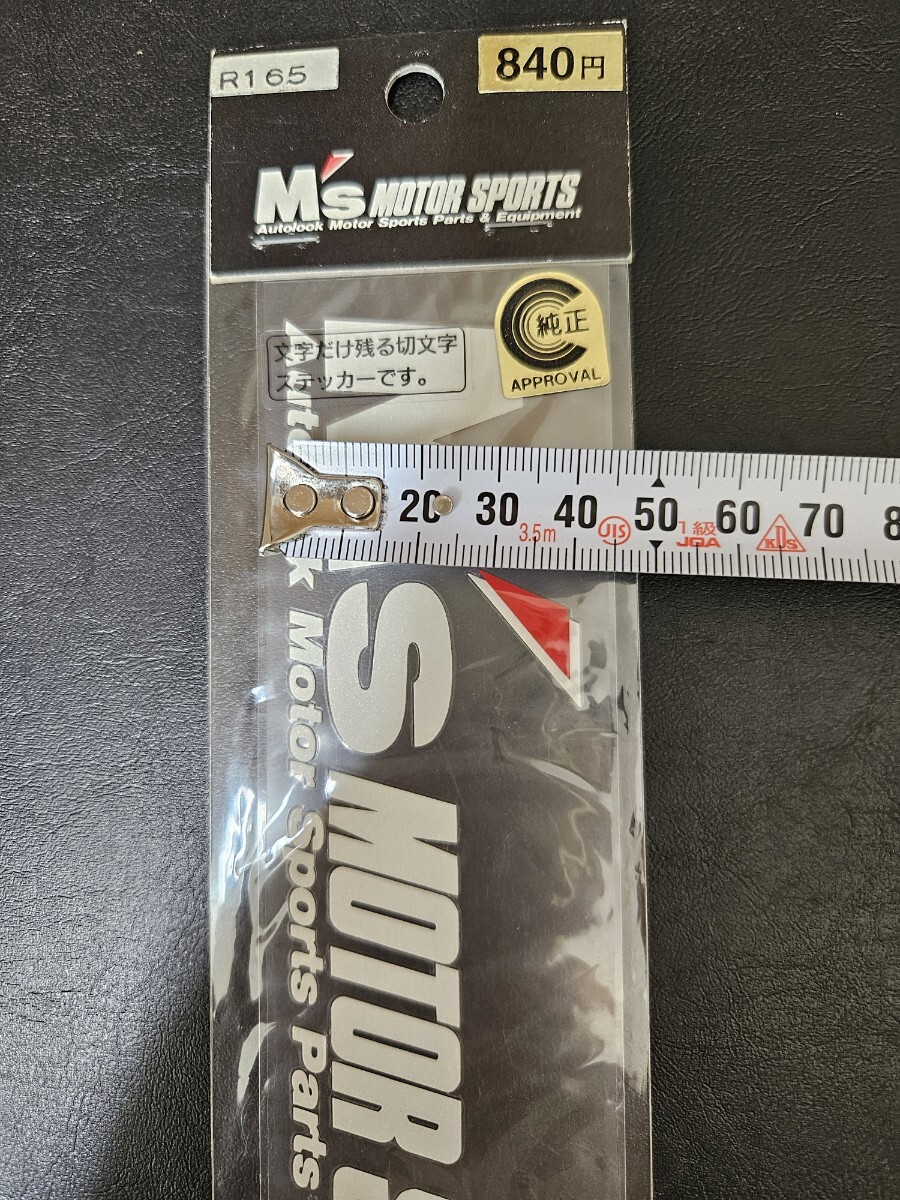 R165
840円
M's MOTOR SPORTS
Autolook Motor Sports Parts & Equipment
純正
APPROVAL
文字だけ残る切文字
ステッカーです。
20 30 40 50 60 70 8
3.5m JIS 1級 JQA KDS
S MOTOR S
k Motor Sports Parts